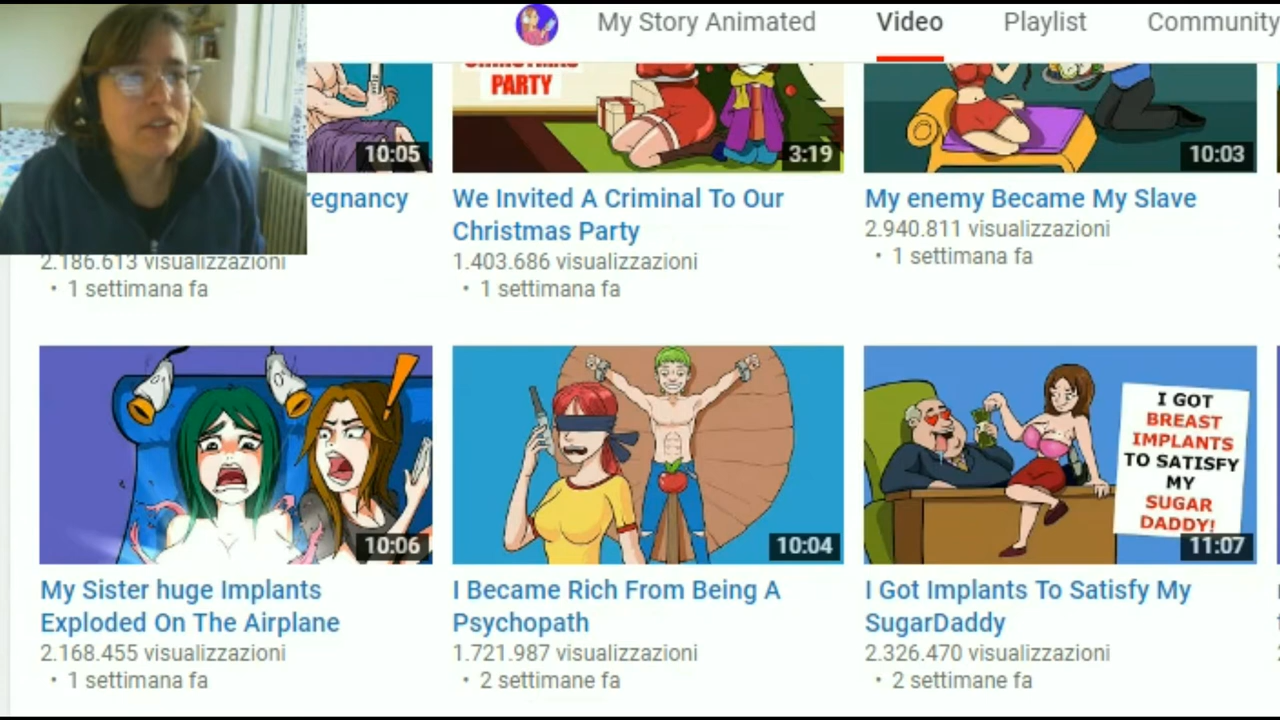 My Story Animated
Video
Playlist
Community
PARTY
10:05
3:19
10:03
regnancy
We Invited A Criminal To Our
Christmas Party
My enemy Became My Slave
2.186.613 visualizzazioni
• 1 settimana fa
1.403.686 visualizzazioni
• 1 settimana fa
2.940.811 visualizzazioni
• 1 settimana fa
I GOT
BREAST
IMPLANTS
TO SATISFY
MY
SUGAR
DADDY!
10:06
10:04
11:07
My Sister huge Implants
Exploded On The Airplane
I Became Rich From Being A
Psychopath
I Got Implants To Satisfy My
SugarDaddy
2.168.455 visualizzazioni
• 1 settimana fa
1.721.987 visualizzazioni
• 2 settimane fa
2.326.470 visualizzazioni
• 2 settimane fa